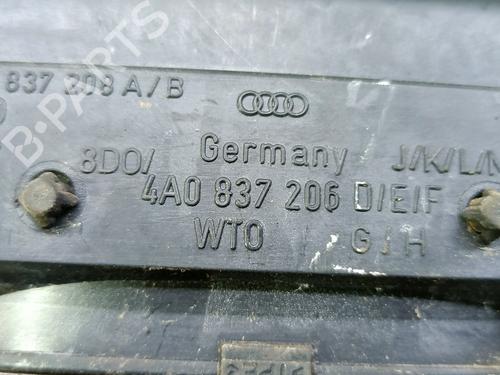 837 208 A/B
8D0/ Germany J/K/L/N
4A0 837 206 D/E/F
WTO G/H
B-PARTS